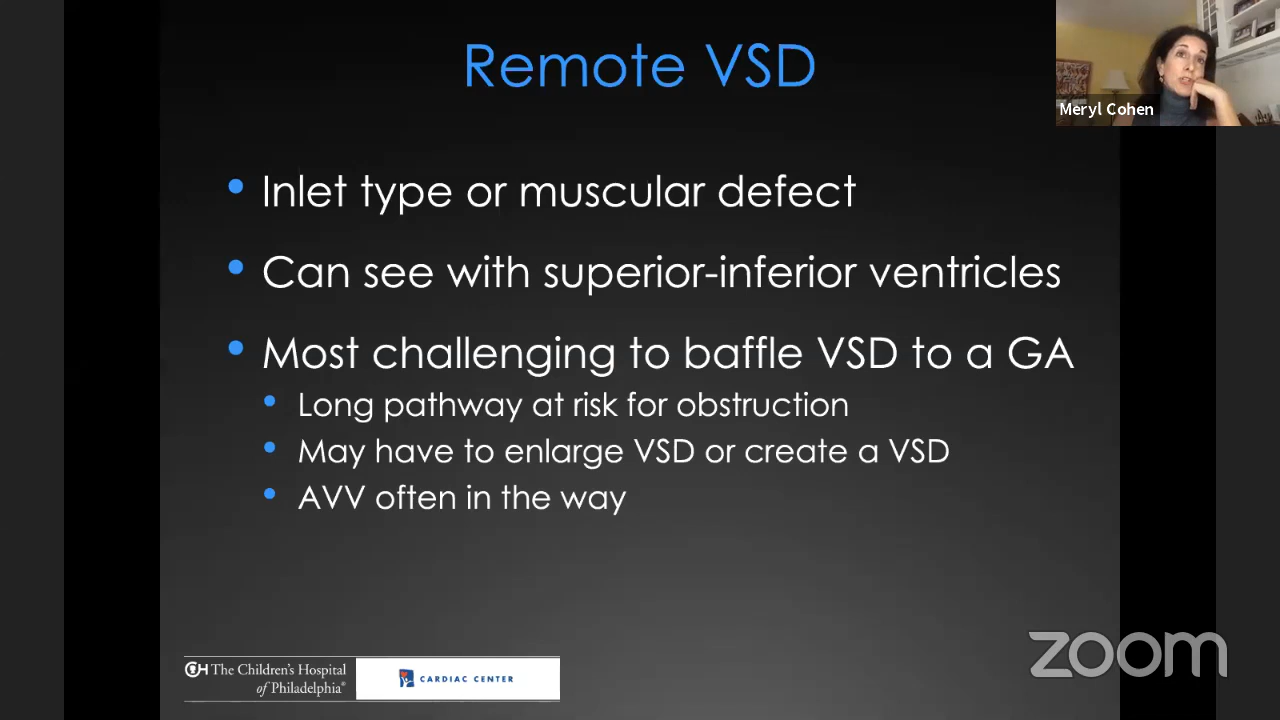 Remote VSD
Meryl Cohen
• Inlet type or muscular defect
• Can see with superior-inferior ventricles
• Most challenging to baffle VSD to a GA
• Long pathway at risk for obstruction
• May have to enlarge VSD or create a VSD
• AVV often in the way
The Children's Hospital
of Philadelphia®
CARDIAC CENTER
zoom